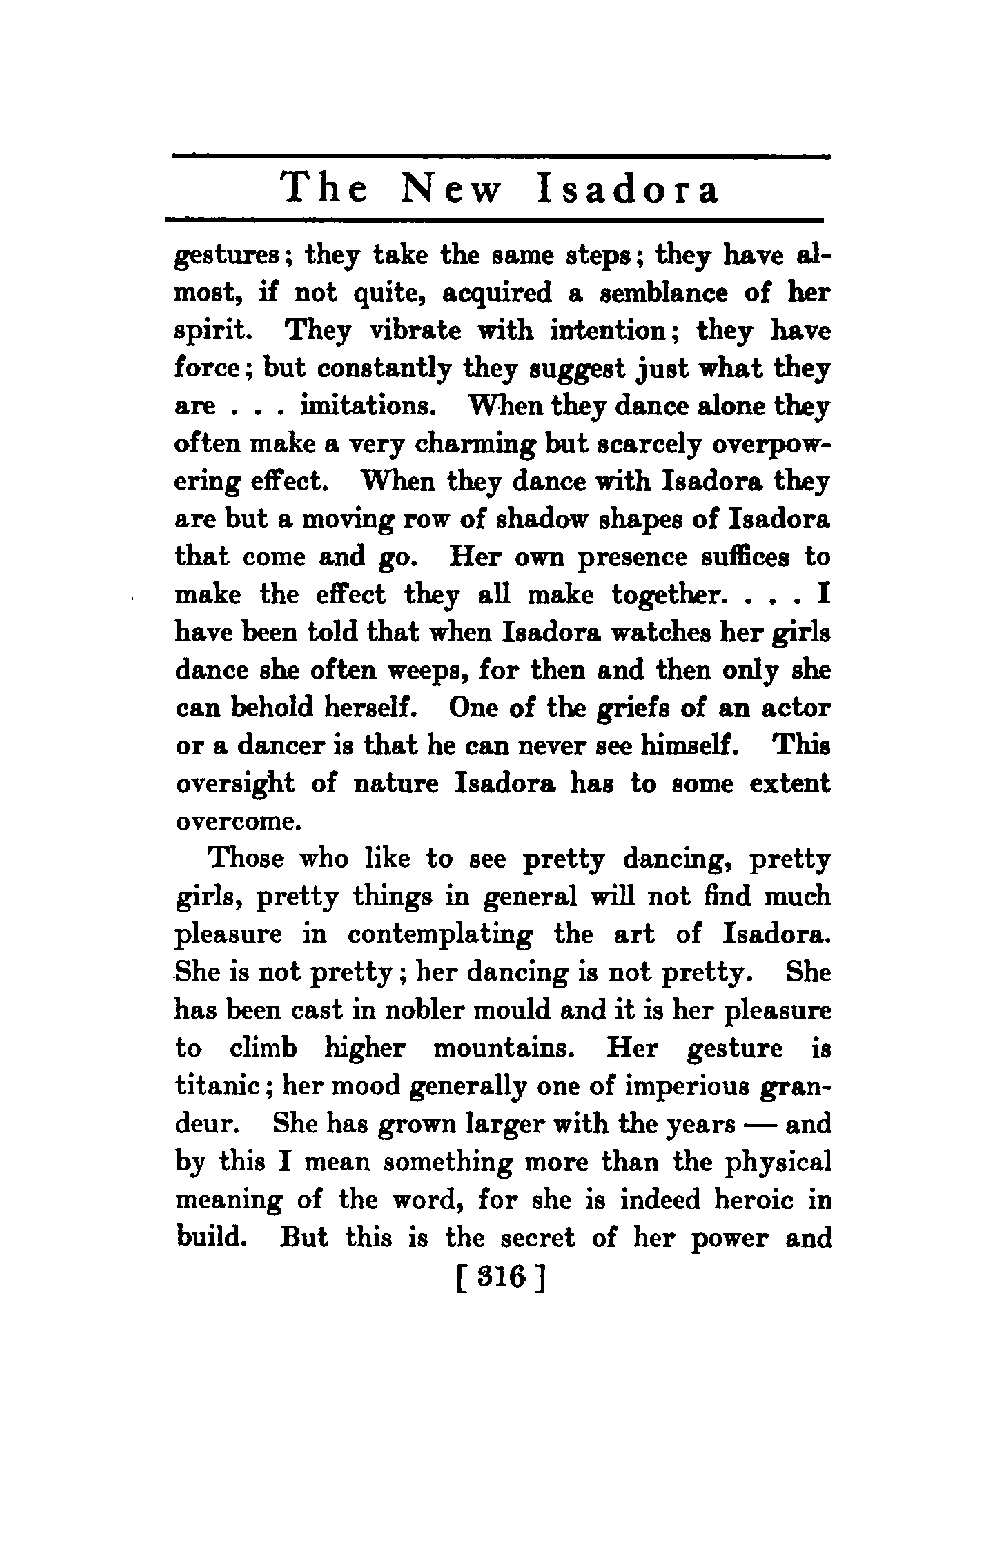 The New Isadora
gestures; they take the same steps; they have al-
most, if not quite, acquired a semblance of her
spirit. They vibrate with intention; they have
force; but constantly they suggest just what they
are . . . imitations. When they dance alone they
often make a very charming but scarcely overpow-
ering effect. When they dance with Isadora they
are but a moving row of shadow shapes of Isadora
that come and go. Her own presence suffices to
make the effect they all make together. . . . I
have been told that when Isadora watches her girls
dance she often weeps, for then and then only she
can behold herself. One of the griefs of an actor
or a dancer is that he can never see himself. This
oversight of nature Isadora has to some extent
overcome.
Those who like to see pretty dancing, pretty
girls, pretty things in general will not find much
pleasure in contemplating the art of Isadora.
She is not pretty; her dancing is not pretty. She
has been cast in nobler mould and it is her pleasure
to climb higher mountains. Her gesture is
titanic; her mood generally one of imperious gran-
deur. She has grown larger with the years — and
by this I mean something more than the physical
meaning of the word, for she is indeed heroic in
build. But this is the secret of her power and
[ 316 ]